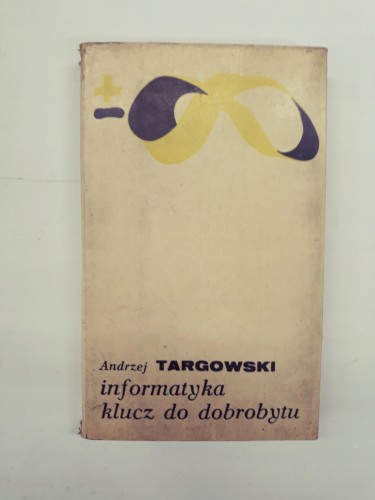 ±
Andrzej TARGOWSKI
informatyka
klucz do dobrobytu